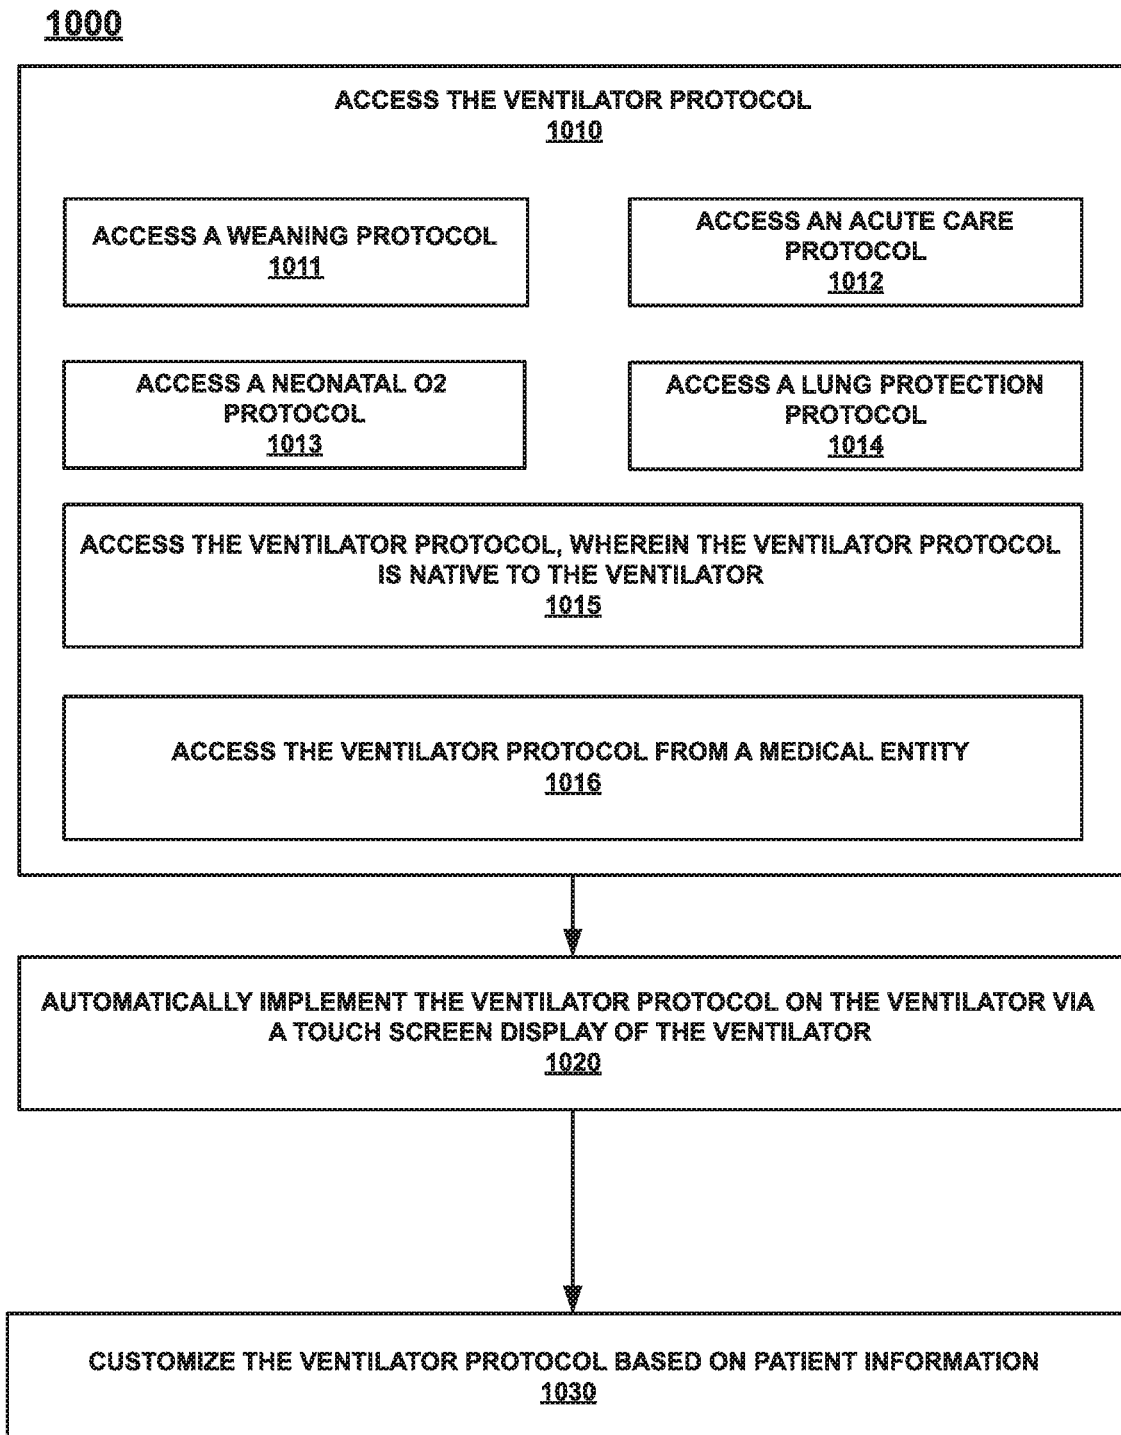 1000
ACCESS THE VENTILATOR PROTOCOL
1010
ACCESS A WEANING PROTOCOL
1011
ACCESS AN ACUTE CARE
PROTOCOL
1012
ACCESS A NEONATAL O2
PROTOCOL
1013
ACCESS A LUNG PROTECTION
PROTOCOL
1014
ACCESS THE VENTILATOR PROTOCOL, WHEREIN THE VENTILATOR PROTOCOL
IS NATIVE TO THE VENTILATOR
1015
ACCESS THE VENTILATOR PROTOCOL FROM A MEDICAL ENTITY
1016
AUTOMATICALLY IMPLEMENT THE VENTILATOR PROTOCOL ON THE VENTILATOR VIA
A TOUCH SCREEN DISPLAY OF THE VENTILATOR
1020
CUSTOMIZE THE VENTILATOR PROTOCOL BASED ON PATIENT INFORMATION
1030